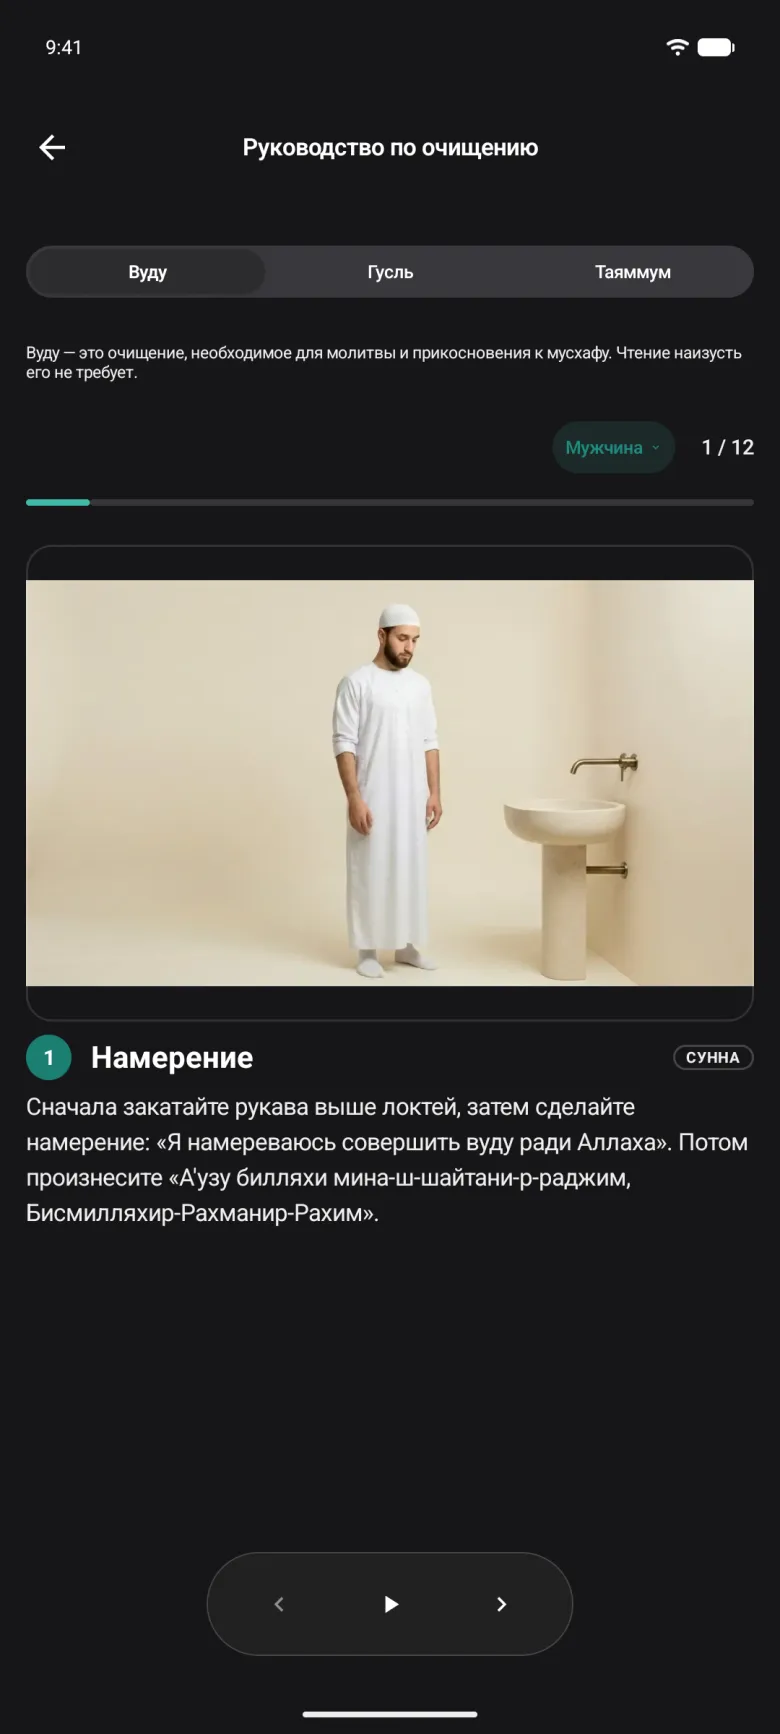 9:41
Руководство по очищению
Вуду
Гусль
Таяммум
Вуду — это очищение, необходимое для молитвы и прикосновения к мусхафу. Чтение наизусть
его не требует.
Мужчина
1 / 12
1
Намерение
СУННА
Сначала закатайте рукава выше локтей, затем сделайте
намерение: «Я намереваюсь совершить вуду ради Аллаха». Потом
произнесите «А'узу билляхи мина-ш-шайтани-р-раджим,
Бисмилляхир-Рахманир-Рахим».